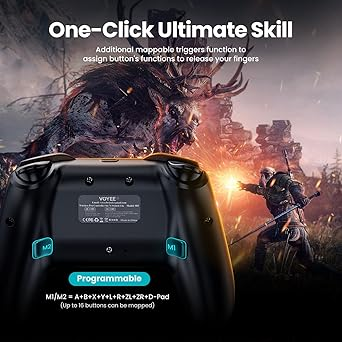 One-Click Ultimate Skill
Additional mappable triggers function to
assign button's functions to release your fingers
VOYEE
M2
M1
Programmable
M1/M2 = A+B+X+Y+L+R+ZL+ZR+D-Pad
(Up to 16 buttons can be mapped)